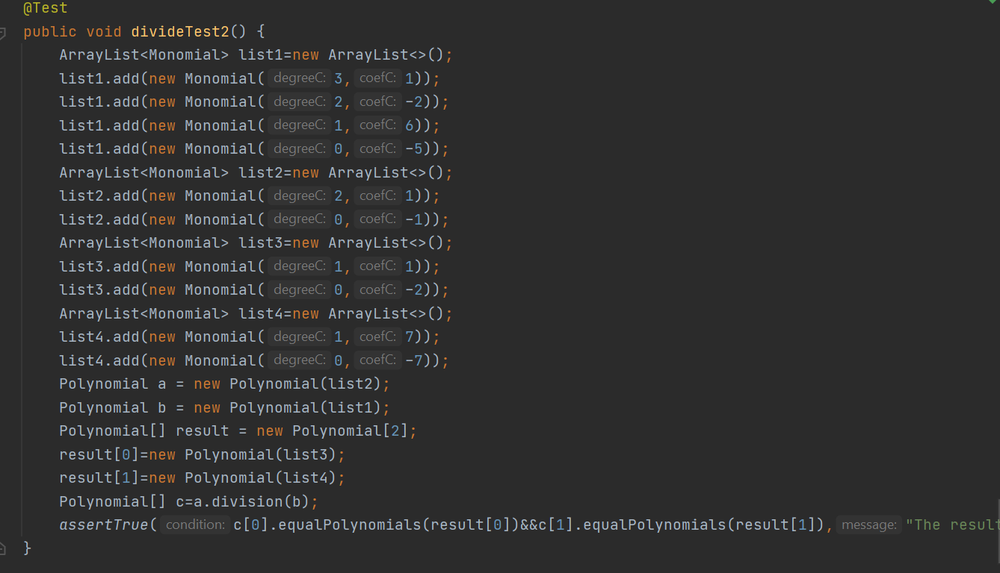 @Test
public void divideTest2() {
ArrayList<Monomial> list1=new ArrayList<>();
list1.add(new Monomial( degreeC: 3, coefC: 1));
list1.add(new Monomial( degreeC: 2, coefC: -2));
list1.add(new Monomial( degreeC: 1, coefC: 6));
list1.add(new Monomial( degreeC: 0, coefC: -5));
ArrayList<Monomial> list2=new ArrayList<>();
list2.add(new Monomial( degreeC: 2, coefC: 1));
list2.add(new Monomial( degreeC: 0, coefC: -1));
ArrayList<Monomial> list3=new ArrayList<>();
list3.add(new Monomial( degreeC: 1, coefC: 1));
list3.add(new Monomial( degreeC: 0, coefC: -2));
ArrayList<Monomial> list4=new ArrayList<>();
list4.add(new Monomial( degreeC: 1, coefC: 7));
list4.add(new Monomial( degreeC: 0, coefC: -7));
Polynomial a = new Polynomial(list2);
Polynomial b = new Polynomial(list1);
Polynomial[] result = new Polynomial[2];
result[0]=new Polynomial(list3);
result[1]=new Polynomial(list4);
Polynomial[] c=a.division(b);
assertTrue( condition: c[0].equalPolynomials(result[0])&&c[1].equalPolynomials(result[1]), message: "The result
}